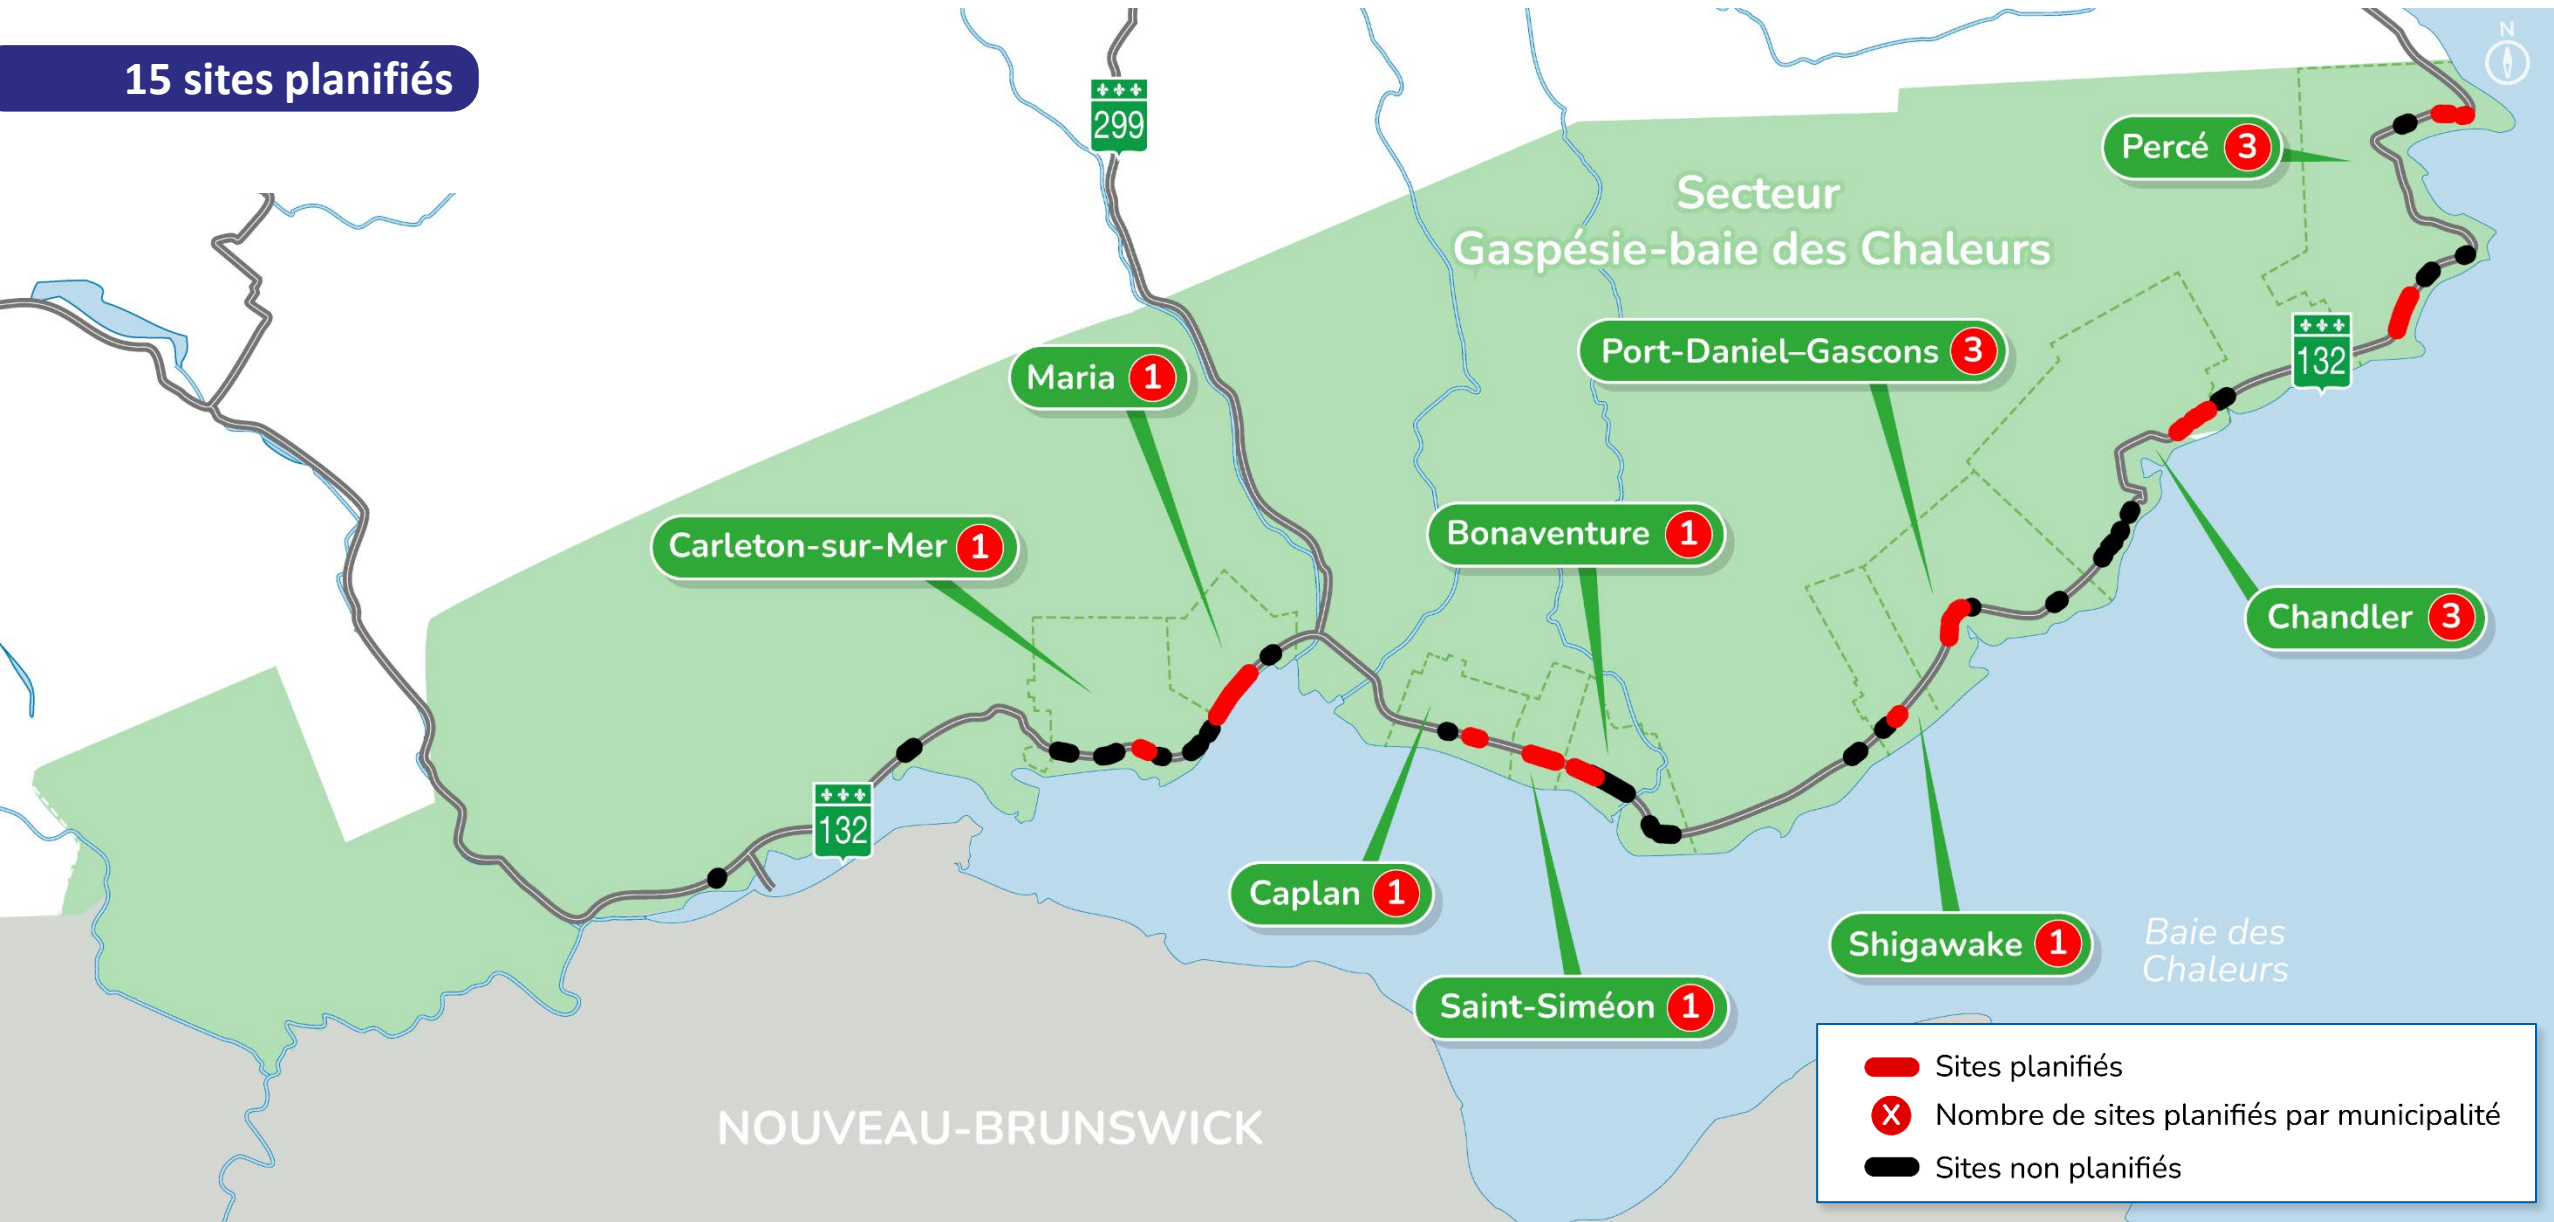 15 sites planifiés
N
299
Percé 3
Secteur
Gaspésie-baie des Chaleurs
Port-Daniel–Gascons 3
132
Maria 1
Carleton-sur-Mer 1
Bonaventure 1
Chandler 3
132
Caplan 1
Shigawake 1
Baie des
Chaleurs
Saint-Siméon 1
NOUVEAU-BRUNSWICK
Sites planifiés
X Nombre de sites planifiés par municipalité
Sites non planifiés